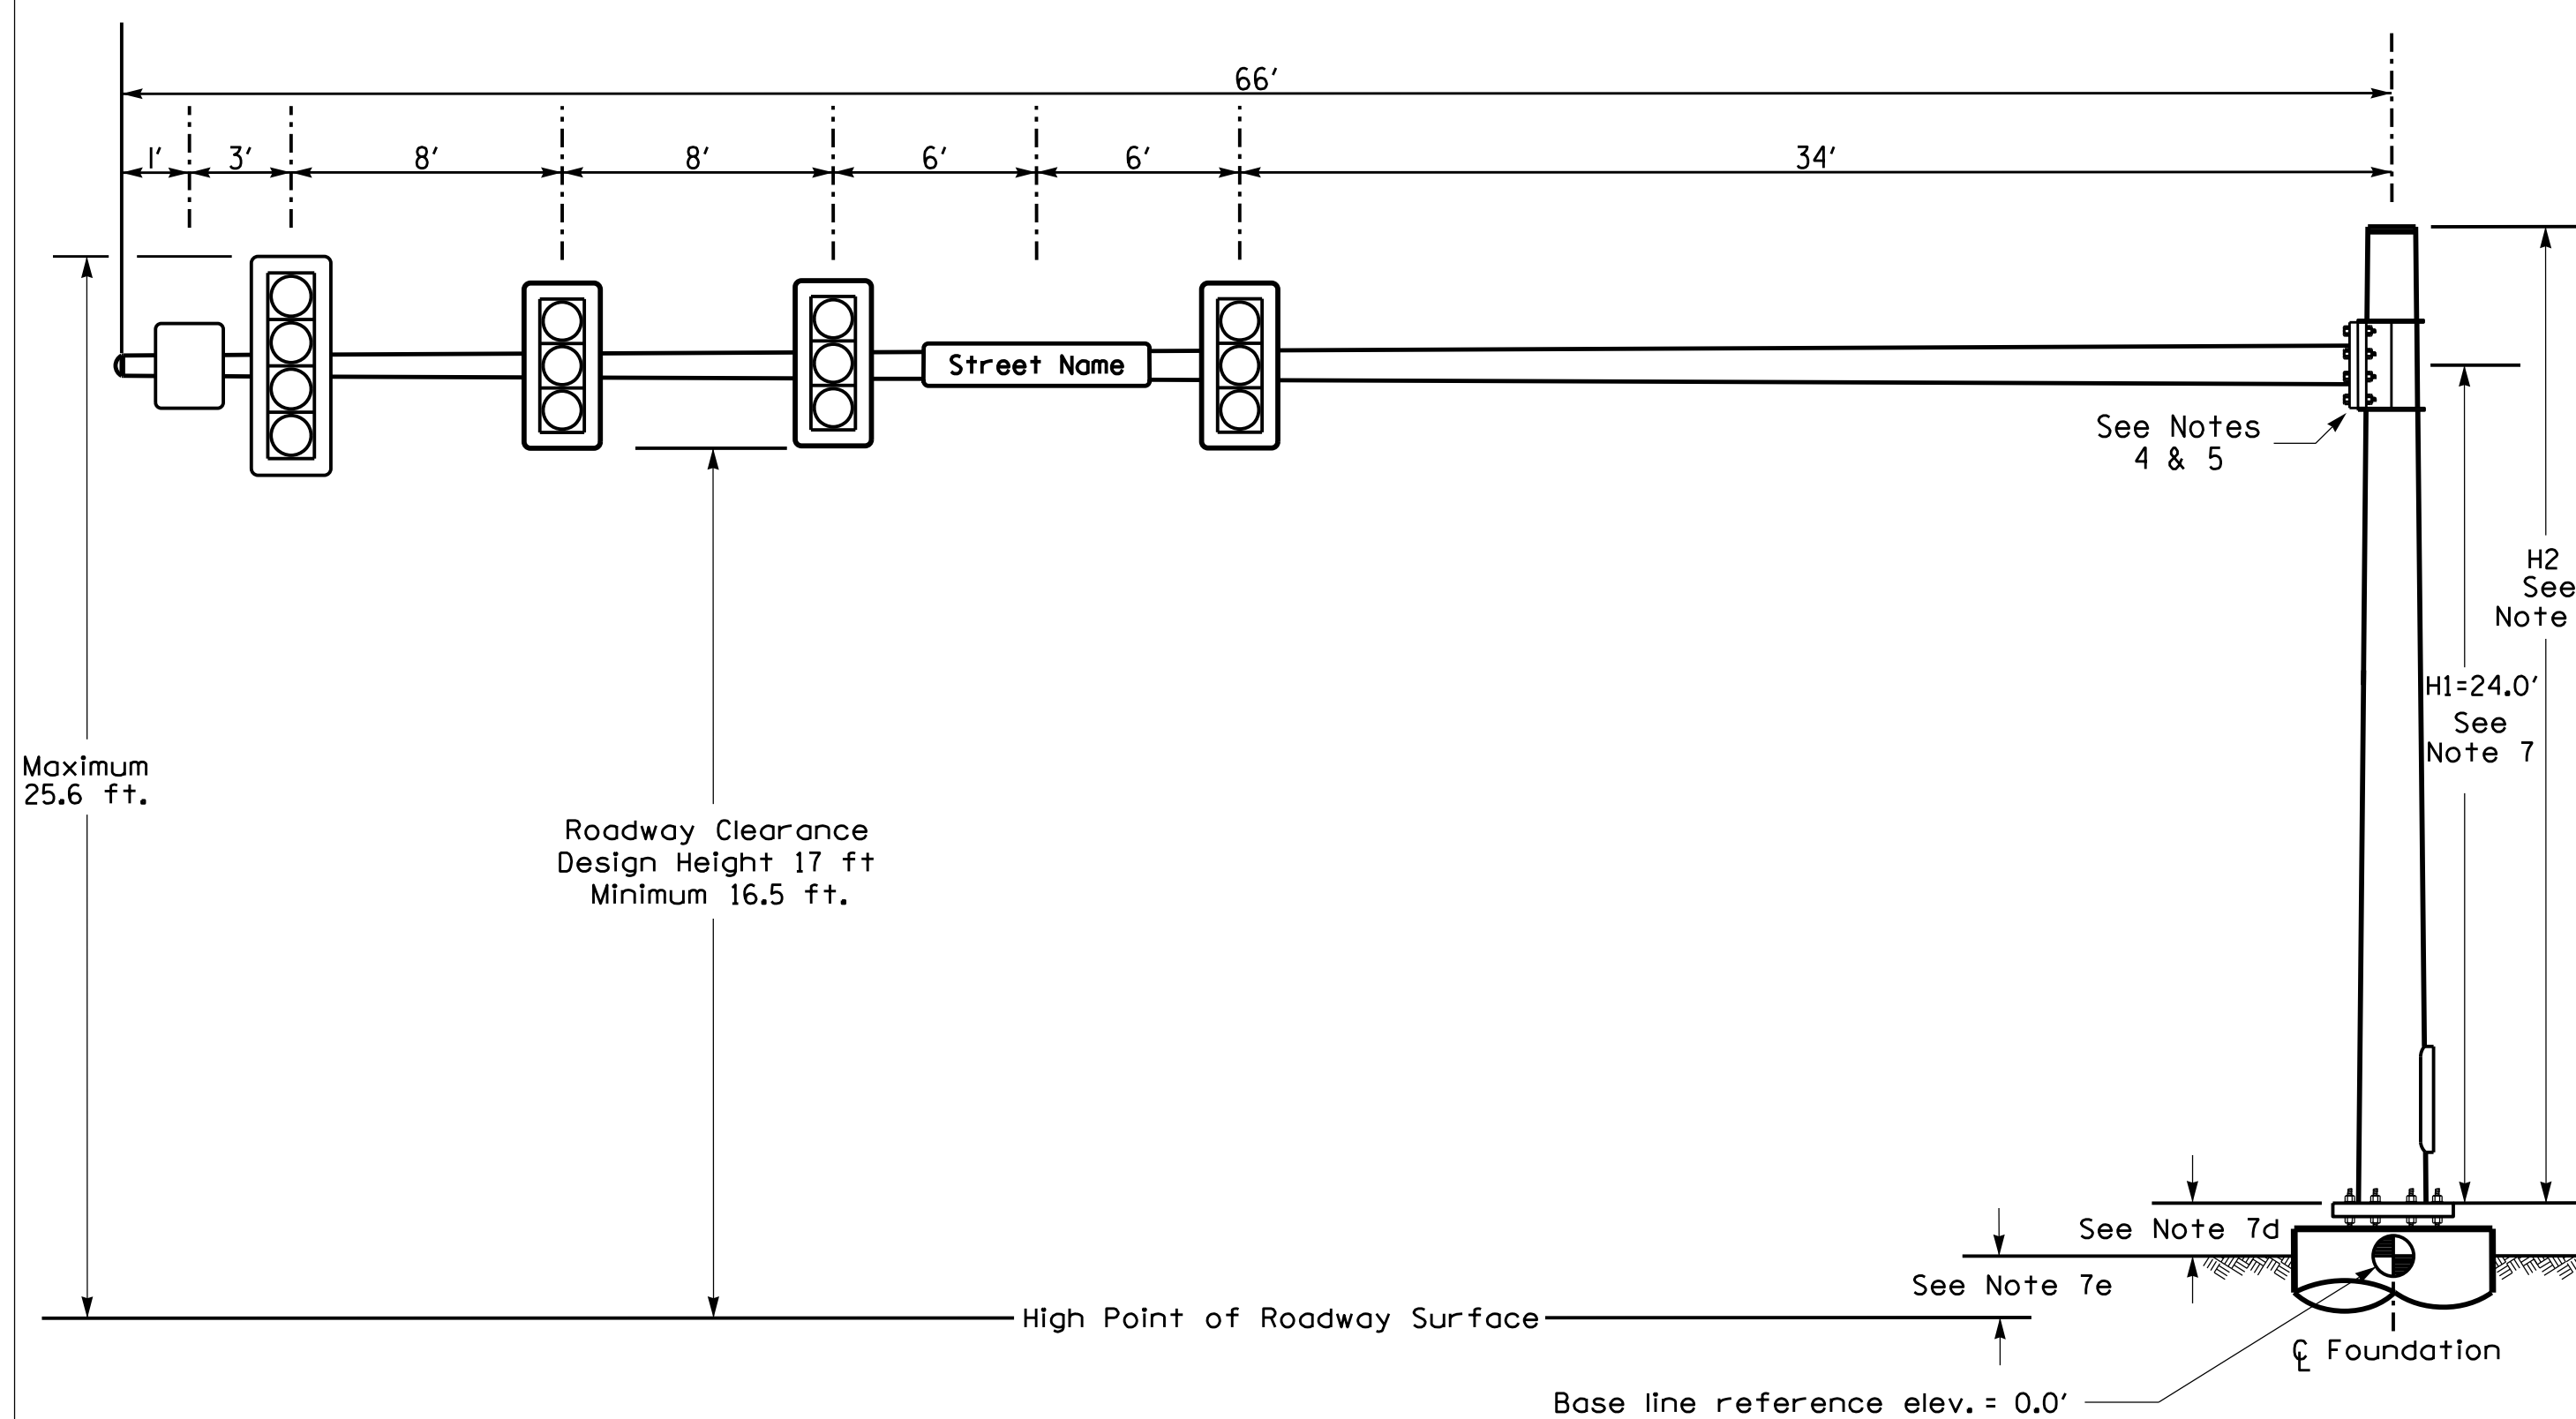 66'
1'
3'
8'
8'
6'
6'
34'
Street Name
See Notes
4 & 5
H2
See
Note
H1=24.0'
See
Note 7
Maximum
25.6 ft.
Roadway Clearance
Design Height 17 ft
Minimum 16.5 ft.
See Note 7d
See Note 7e
High Point of Roadway Surface
℄ Foundation
Base line reference elev. = 0.0'